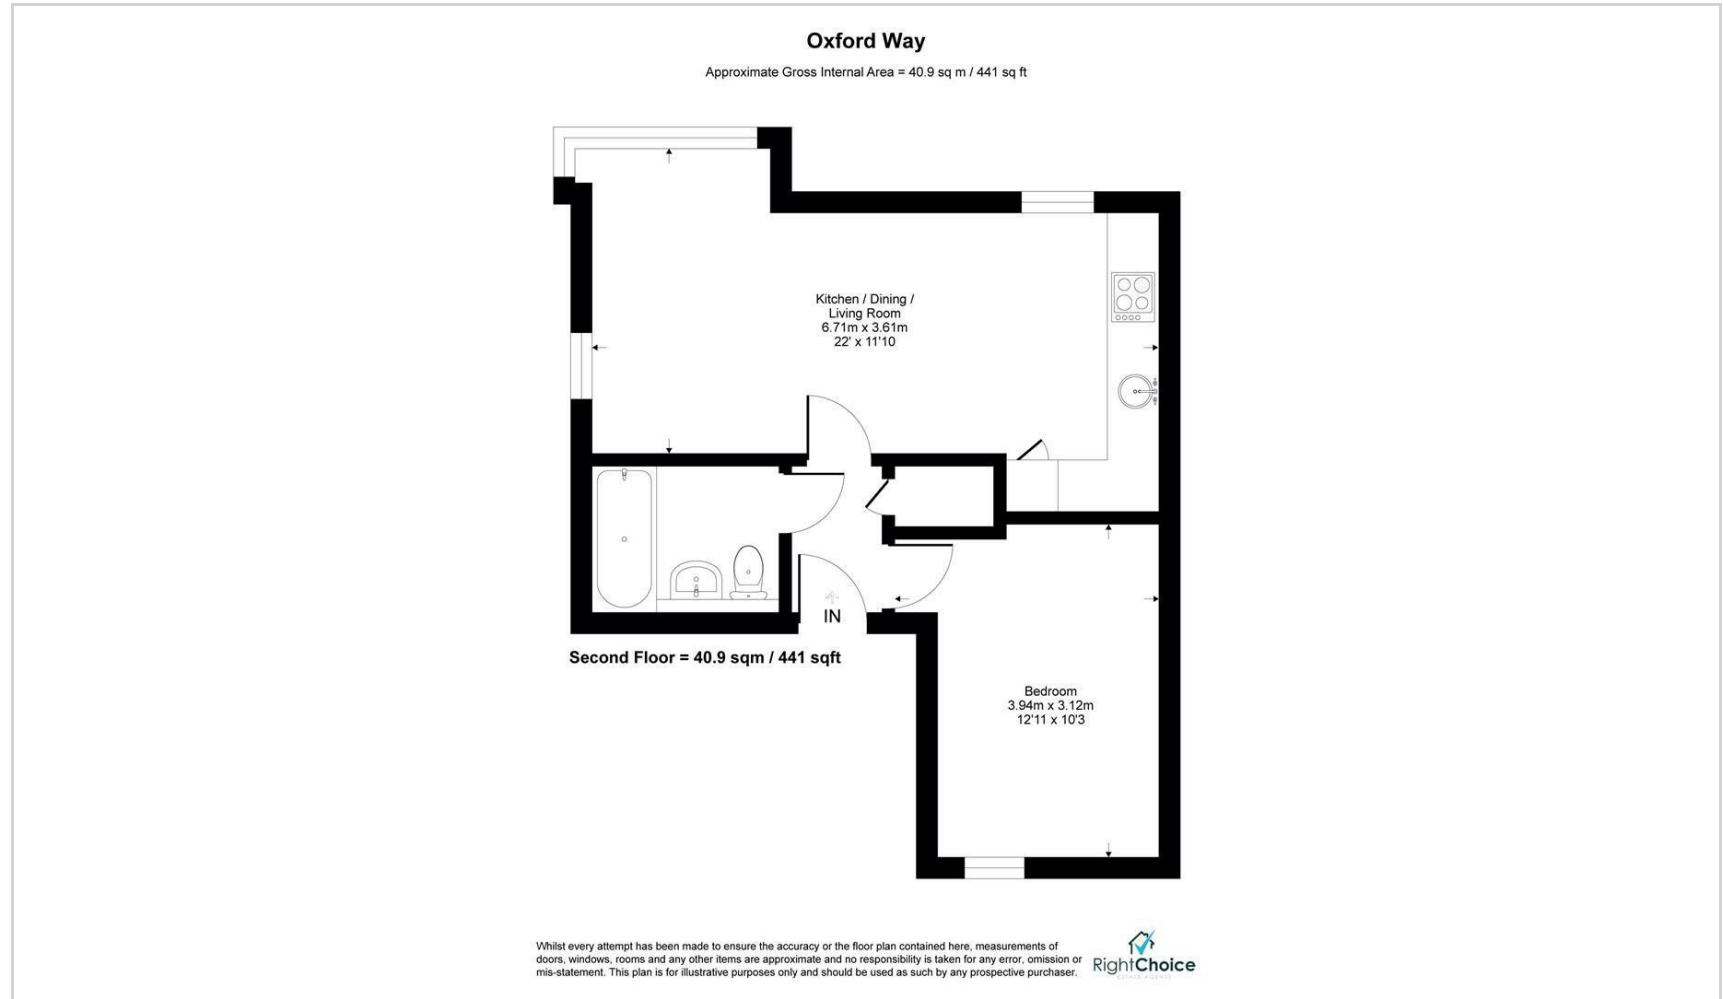 Oxford Way
Approximate Gross Internal Area = 40.9 sq m / 441 sq ft
Kitchen / Dining /
Living Room
6.71m x 3.61m
22' x 11'10
IN
Second Floor = 40.9 sqm / 441 sqft
Bedroom
3.94m x 3.12m
12'11 x 10'3
Whilst every attempt has been made to ensure the accuracy or the floor plan contained here, measurements of
doors, windows, rooms and any other items are approximate and no responsibility is taken for any error, omission or
mis-statement. This plan is for illustrative purposes only and should be used as such by any prospective purchaser.
RightChoice
ESTATE AGENTS